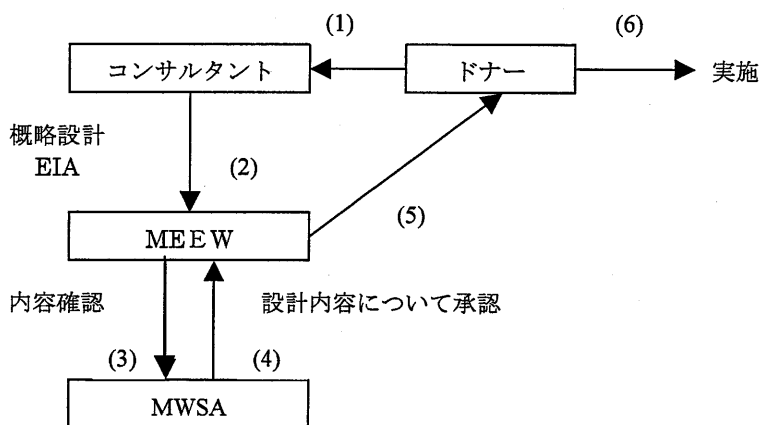 (1)
(6)
コンサルタント
ドナー
実施
概略設計
EIA
(2)
(5)
MEEW
内容確認
設計内容について承認
(3)
(4)
MWSA